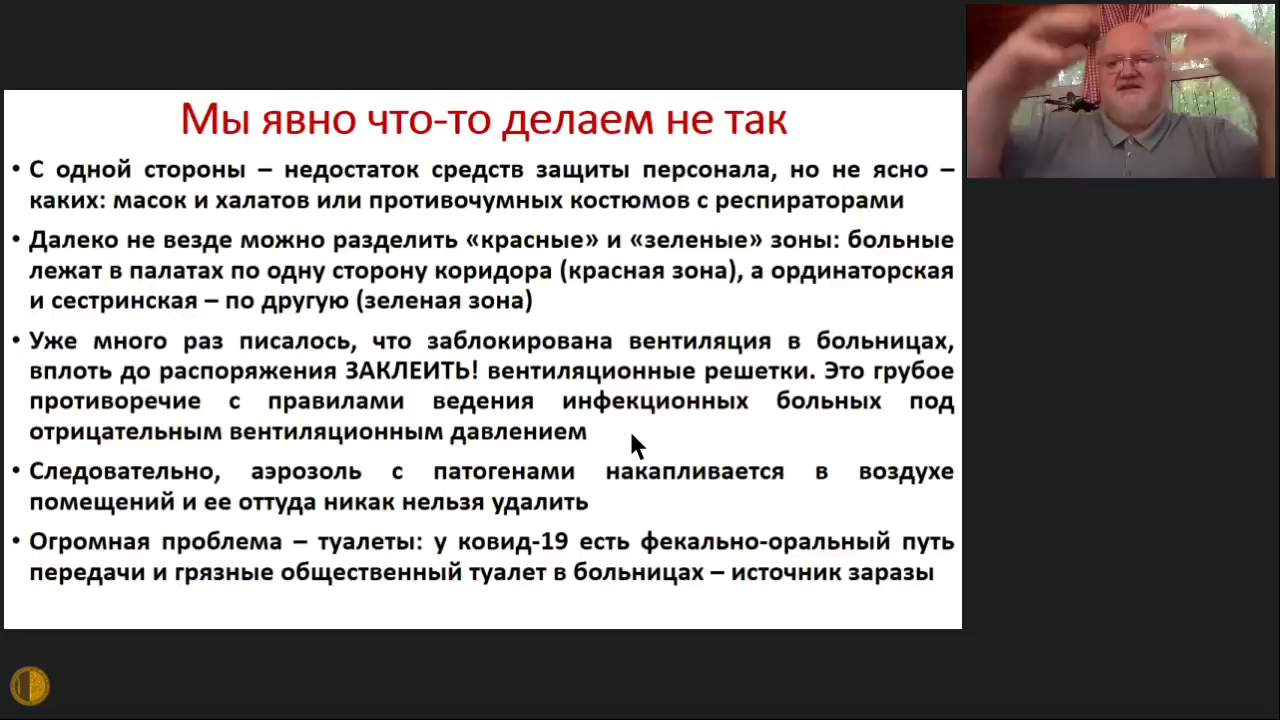 Мы явно что-то делаем не так
• С одной стороны – недостаток средств защиты персонала, но не ясно –
каких: масок и халатов или противочумных костюмов с респираторами
• Далеко не везде можно разделить «красные» и «зеленые» зоны: больные
лежат в палатах по одну сторону коридора (красная зона), а ординаторская
и сестринская – по другую (зеленая зона)
• Уже много раз писалось, что заблокирована вентиляция в больницах,
вплоть до распоряжения ЗАКЛЕИТЬ! вентиляционные решетки. Это грубое
противоречие с правилами ведения инфекционных больных под
отрицательным вентиляционным давлением
• Следовательно, аэрозоль с патогенами накапливается в воздухе
помещений и ее оттуда никак нельзя удалить
• Огромная проблема – туалеты: у ковид-19 есть фекально-оральный путь
передачи и грязные общественный туалет в больницах – источник заразы